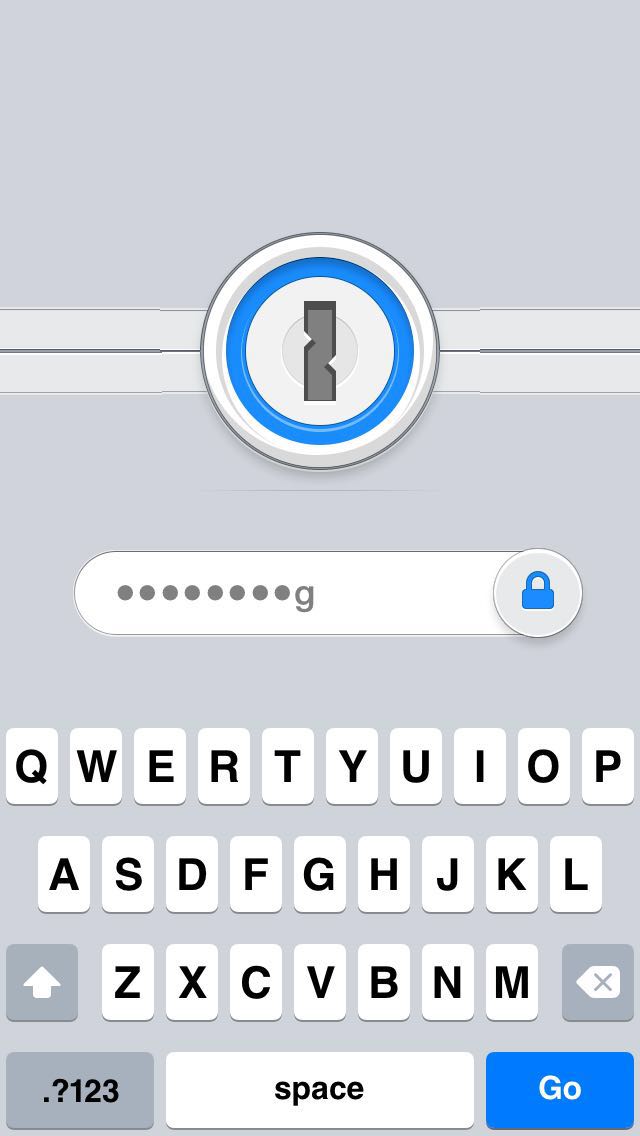 ••••••••g
Q W E R T Y U I O P
A S D F G H J K L
Z X C V B N M
.?123 space Go